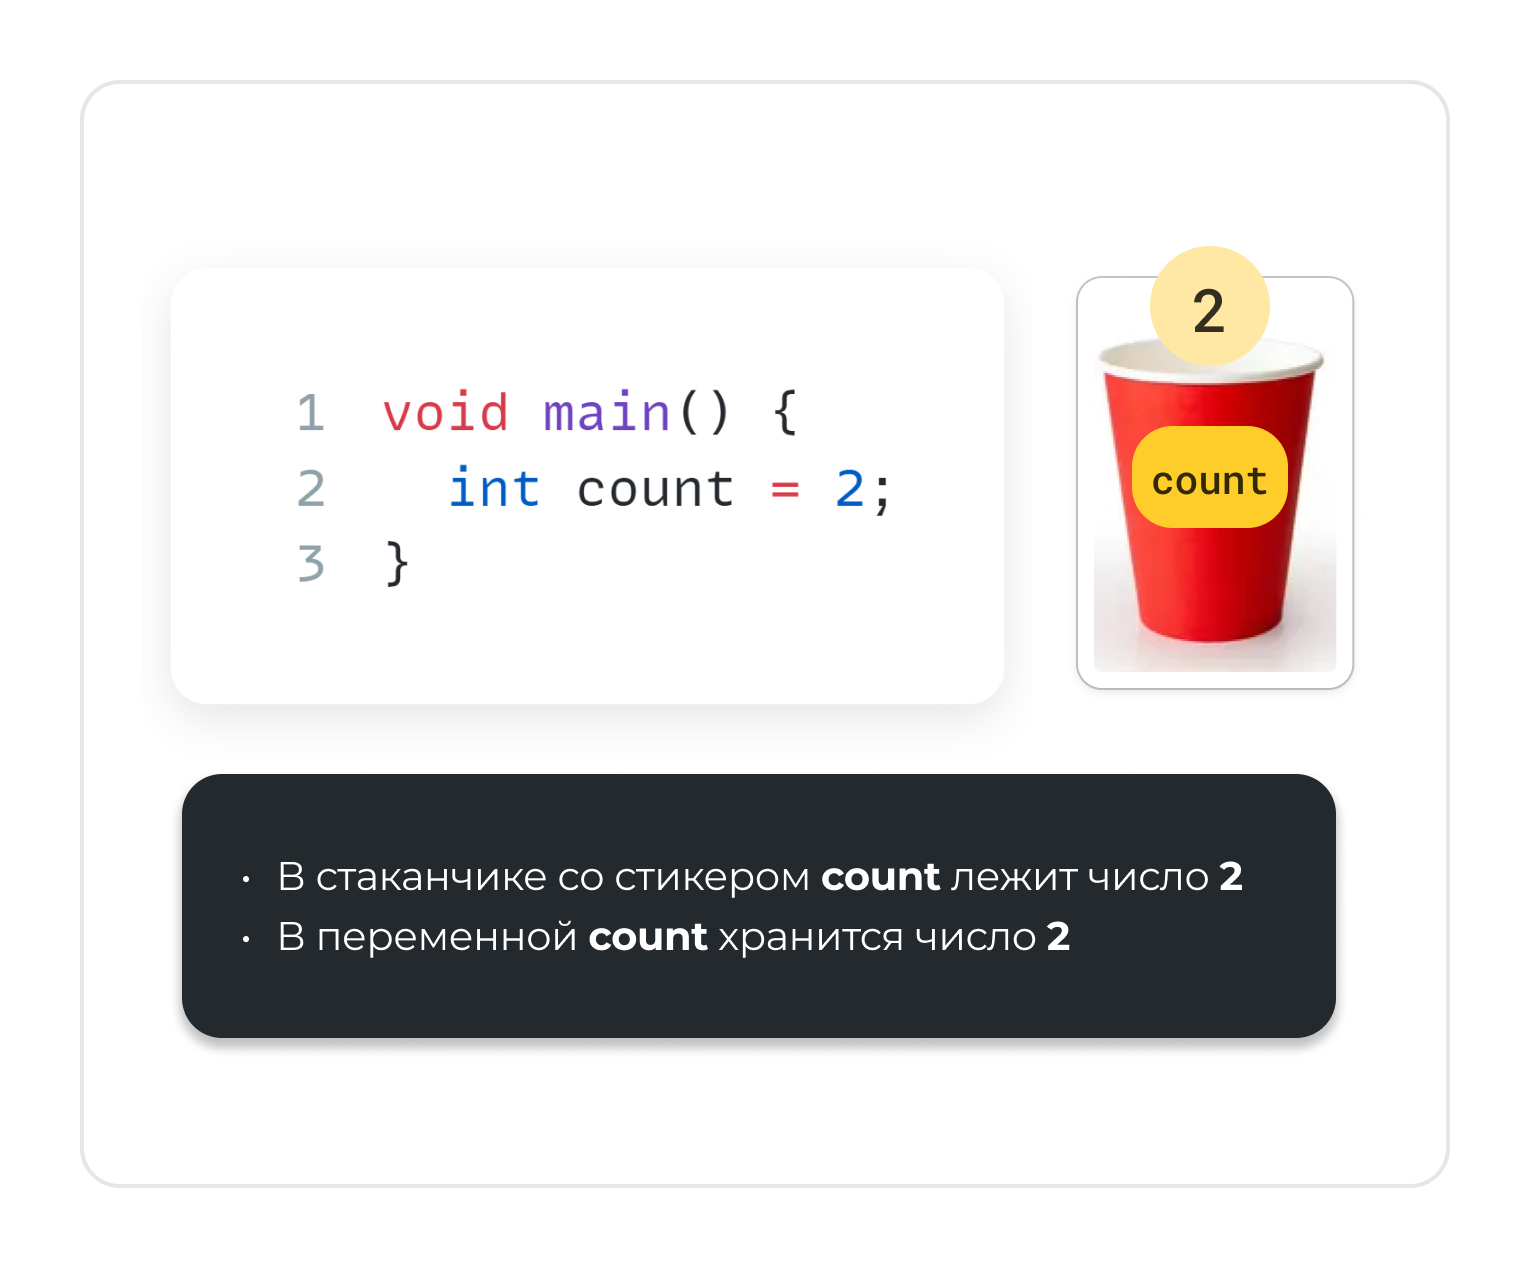 1 void main() {
2   int count = 2;
3 }
2
count
• В стаканчике со стикером count лежит число 2
• В переменной count хранится число 2